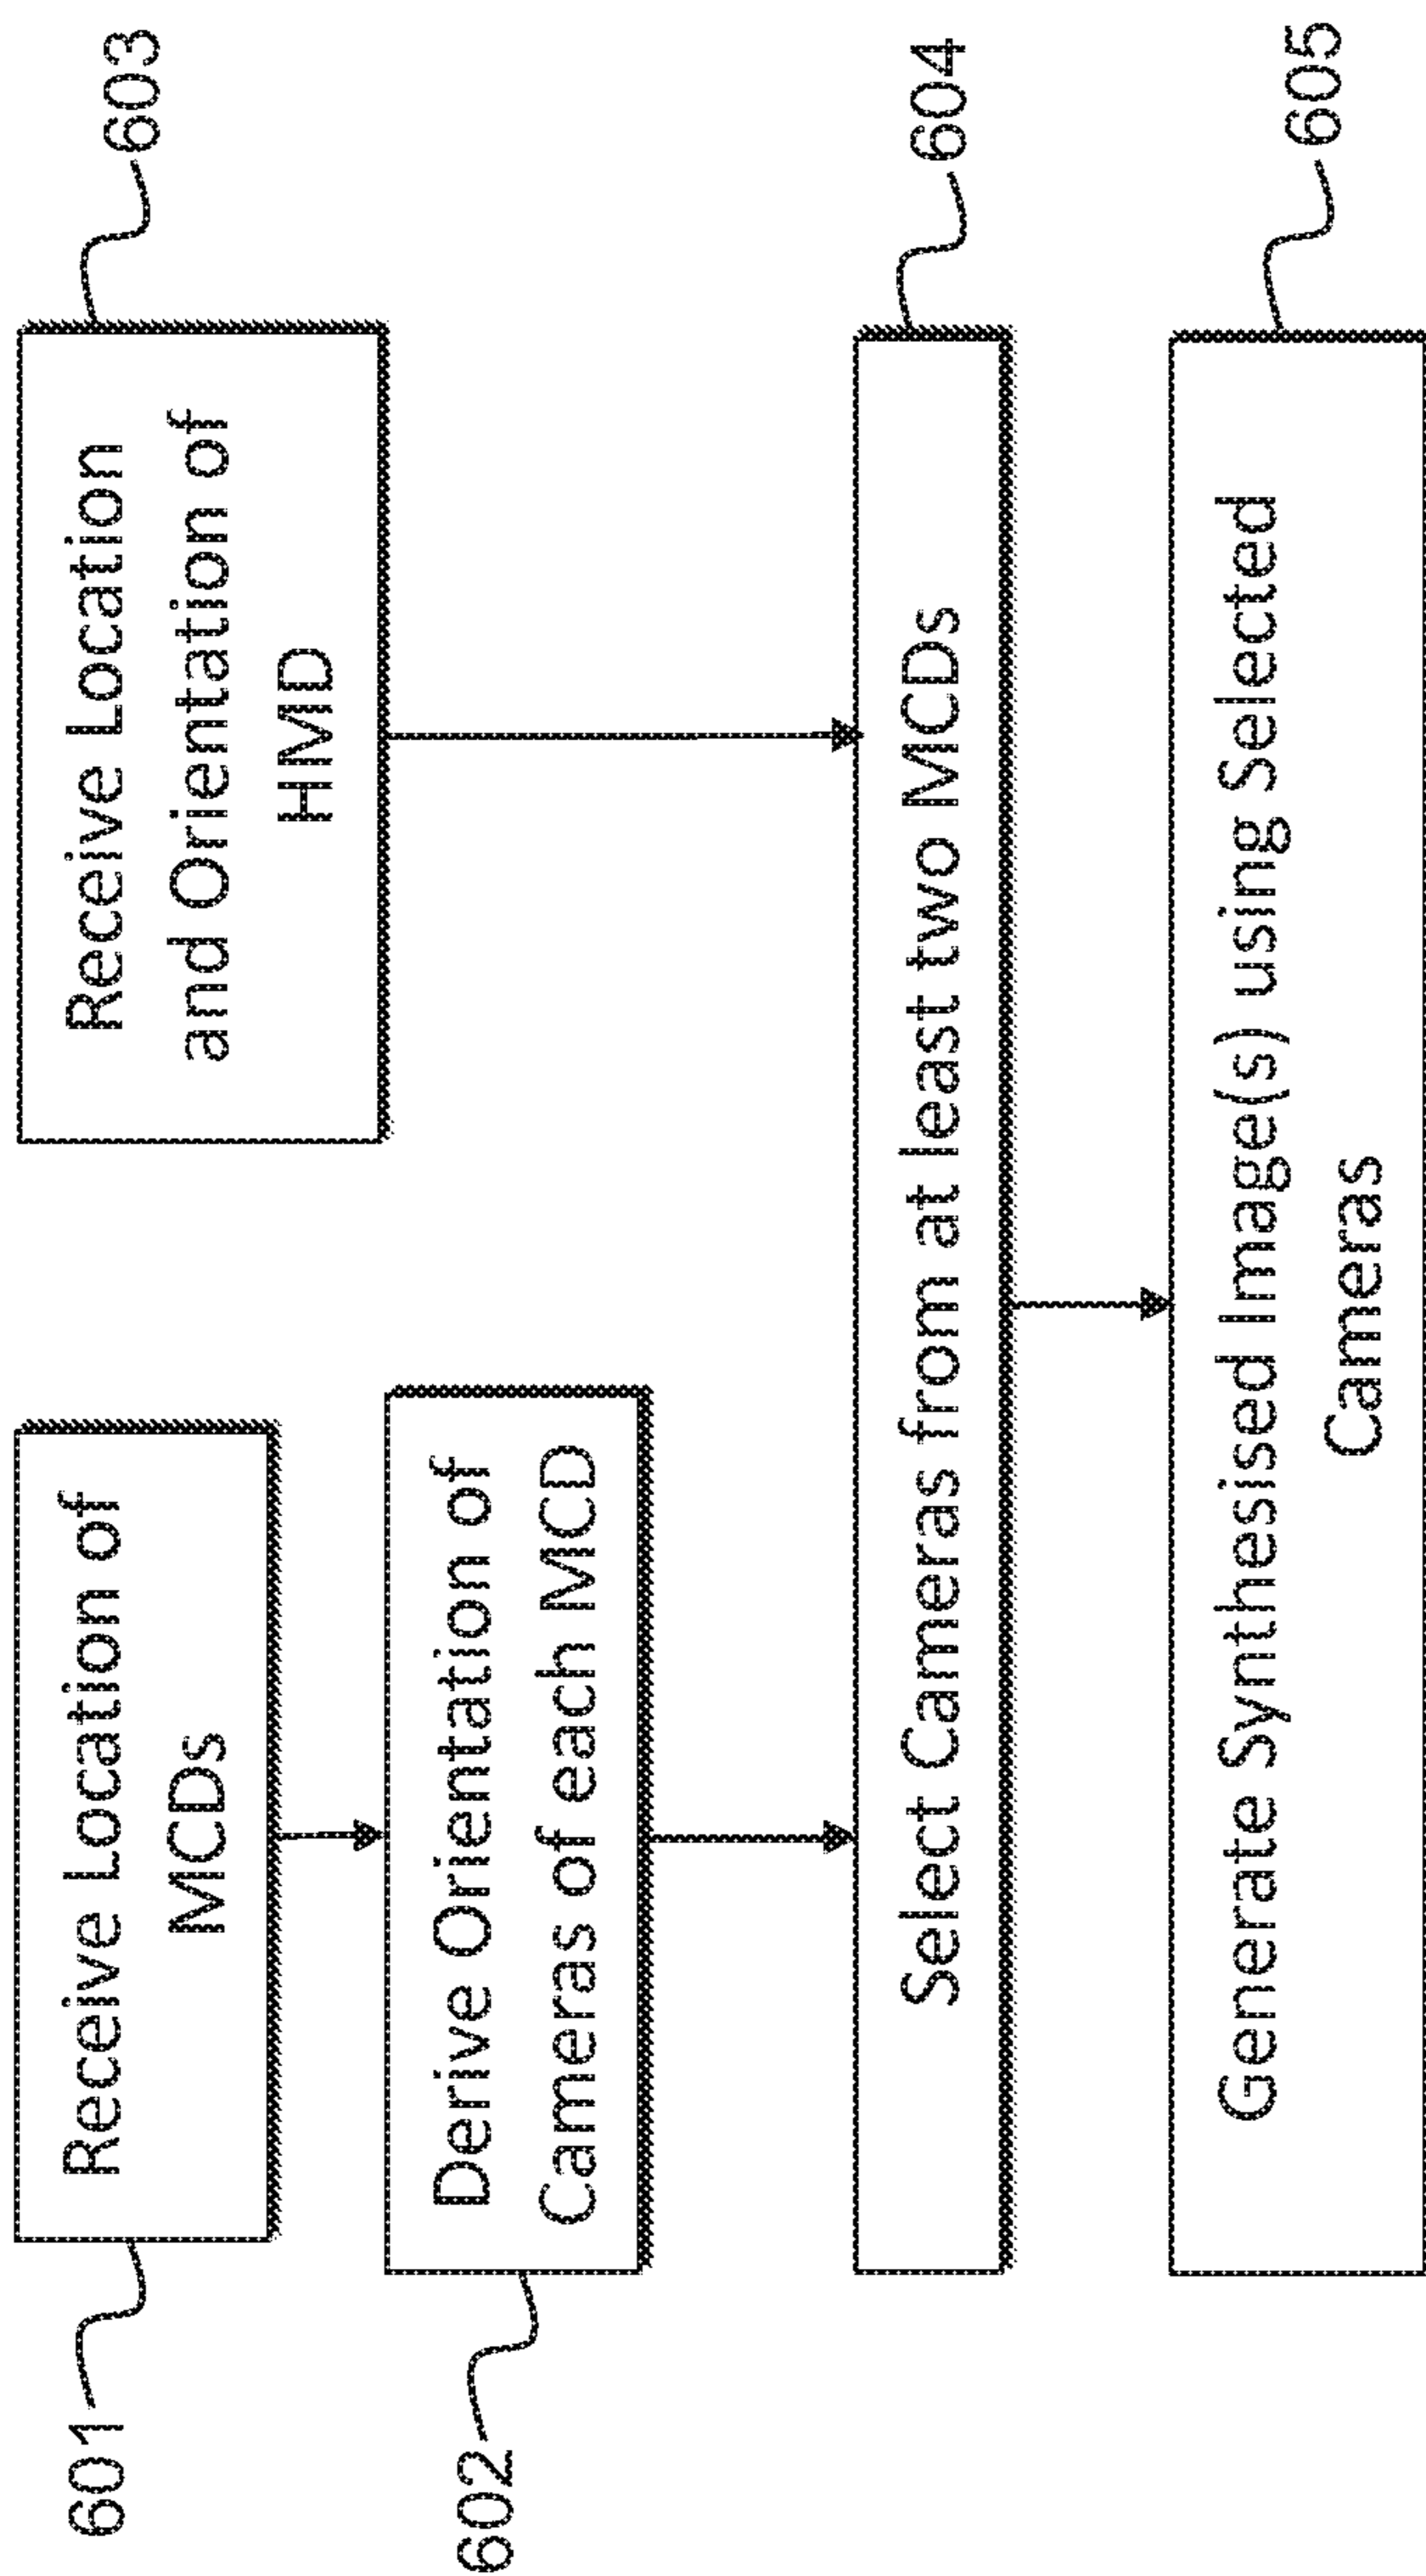 601
Receive Location of
MCDs
Receive Location
and Orientation of
HMD
603
602
Derive Orientation of
Cameras of each MCD
Select Cameras from at least two MCDs
604
Generate Synthesised Image(s) using Selected
Cameras
605